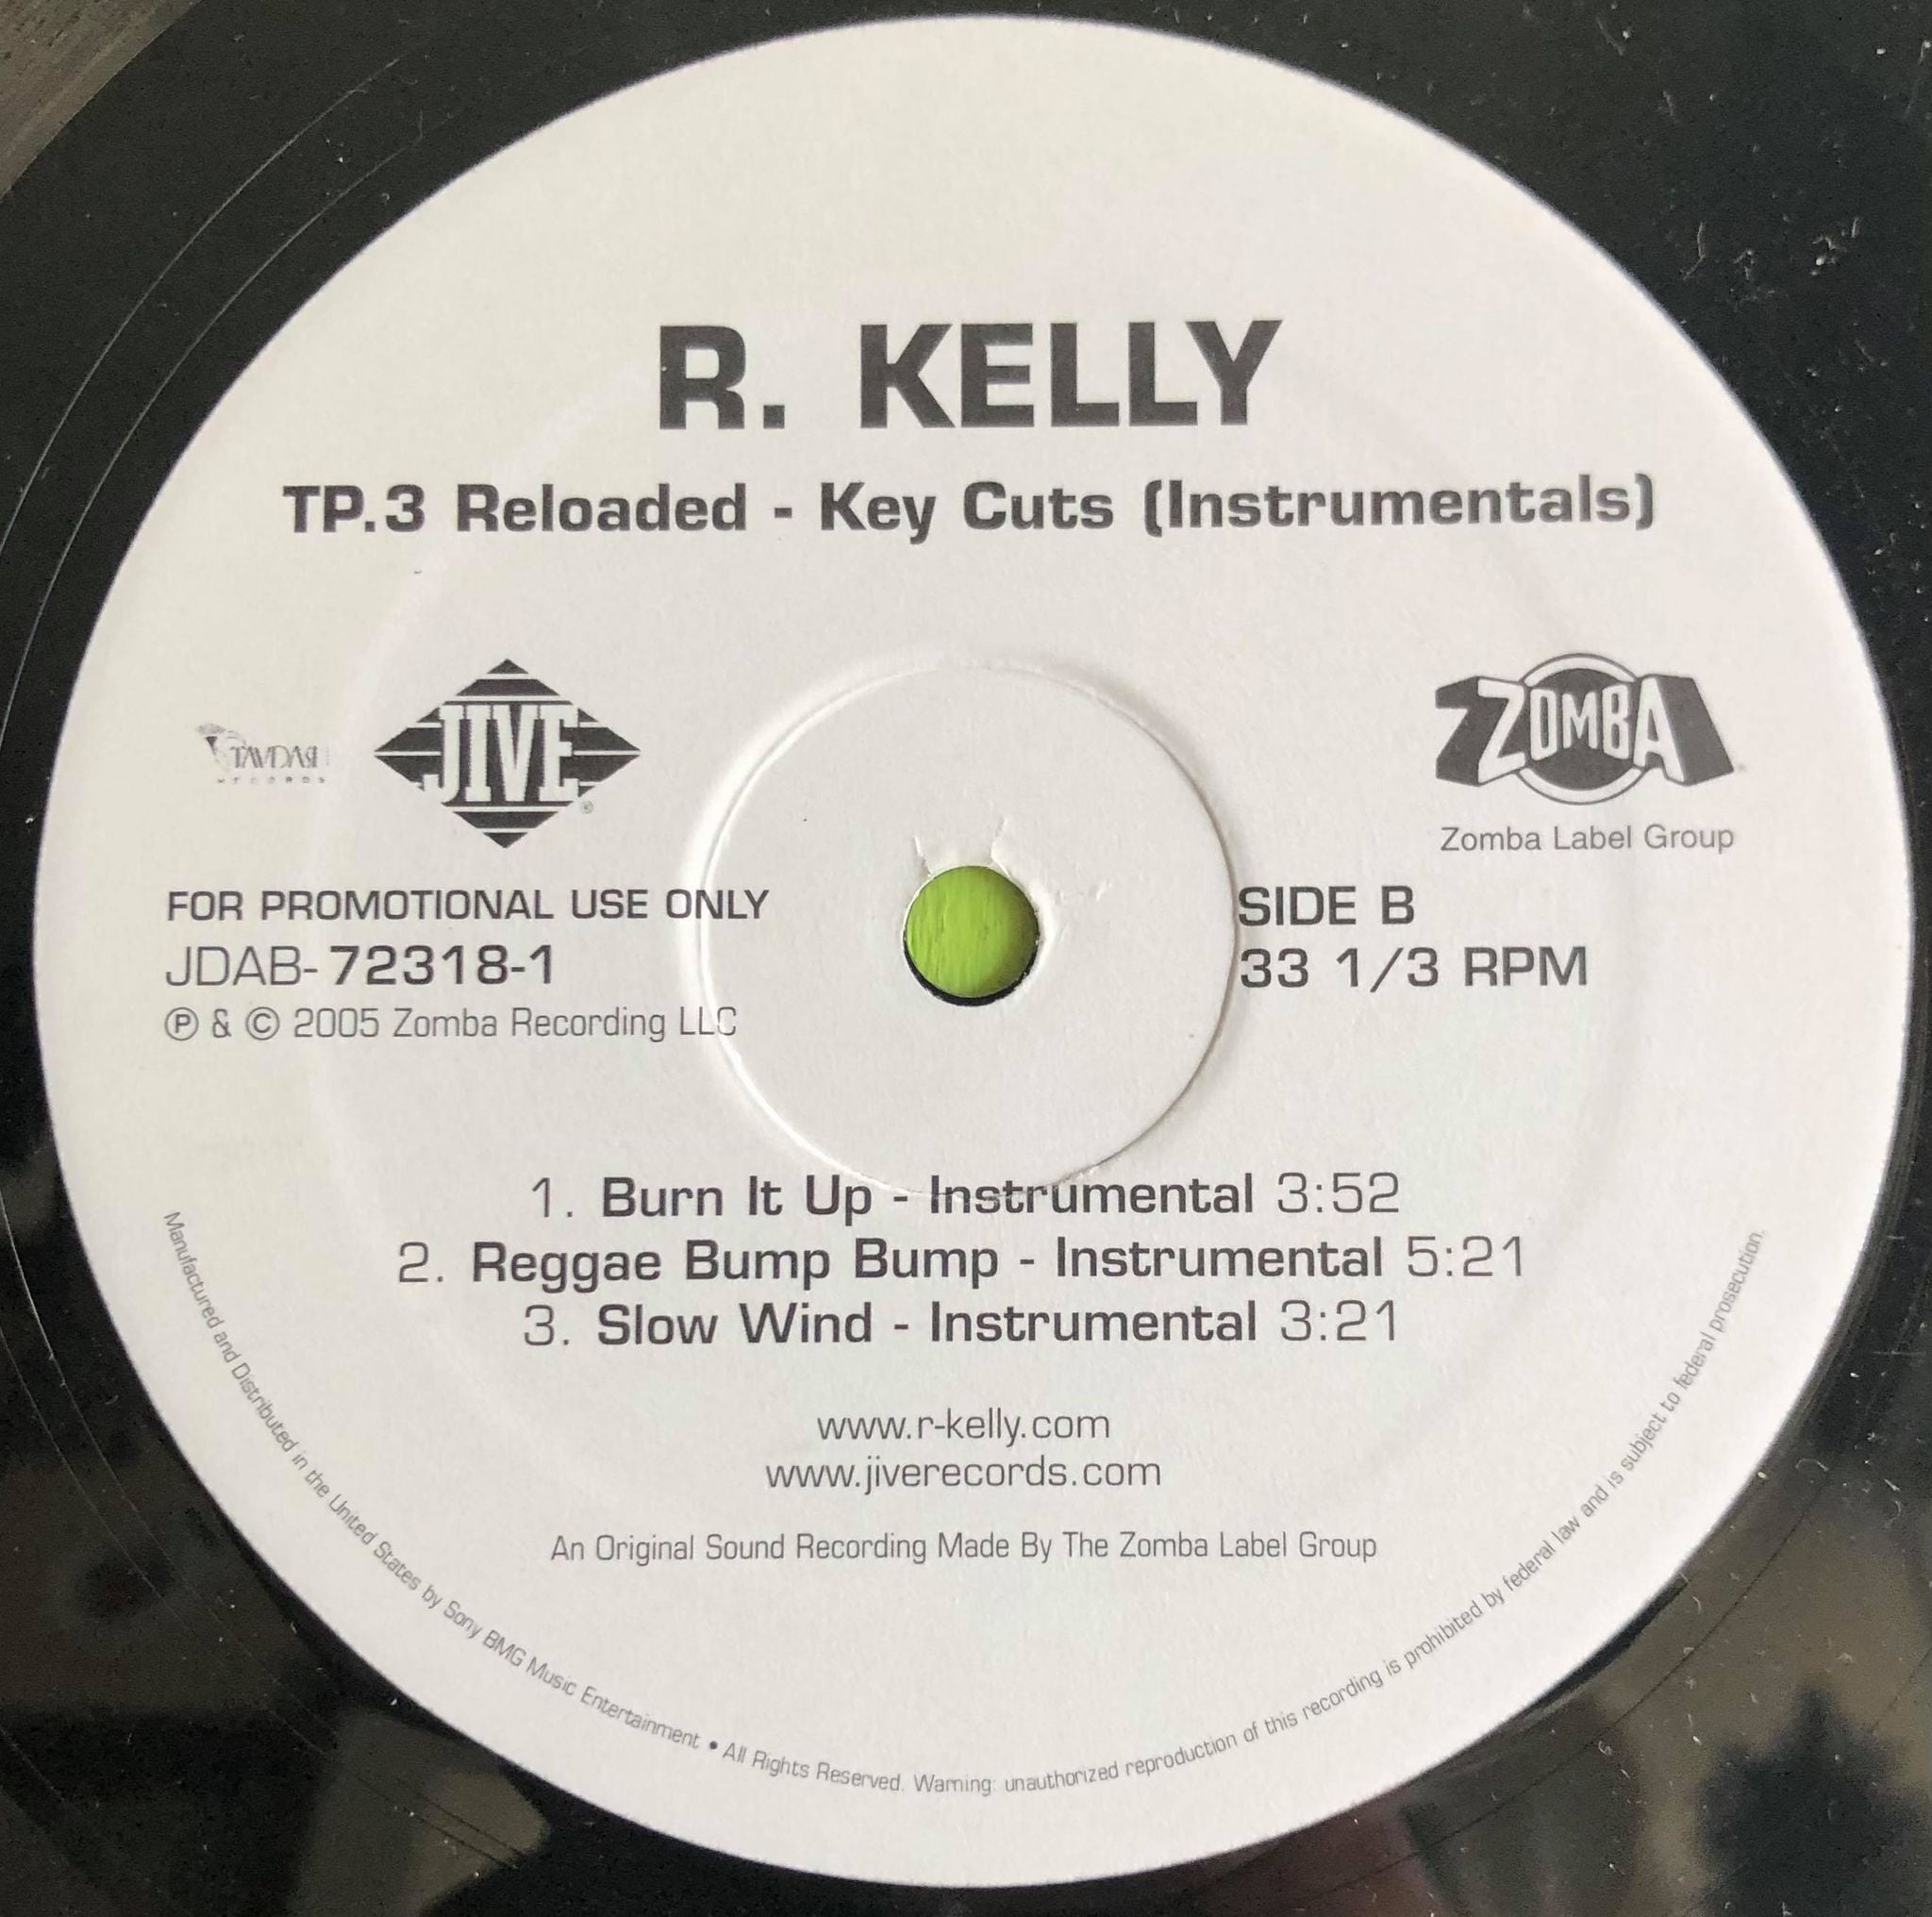 R. KELLY
TP.3 Reloaded - Key Cuts (Instrumentals)
JIVE
ZOMBA
Zomba Label Group
FOR PROMOTIONAL USE ONLY
JDAB-72318-1
℗ & © 2005 Zomba Recording LLC
SIDE B
33 1/3 RPM
1. Burn It Up - Instrumental 3:52
2. Reggae Bump Bump - Instrumental 5:21
3. Slow Wind - Instrumental 3:21
www.r-kelly.com
www.jiverecords.com
An Original Sound Recording Made By The Zomba Label Group
Manufactured and Distributed in the United States by Sony BMG Music Entertainment • All Rights Reserved. Warning: unauthorized reproduction of this recording is prohibited by federal law and is subject to federal prosecution.